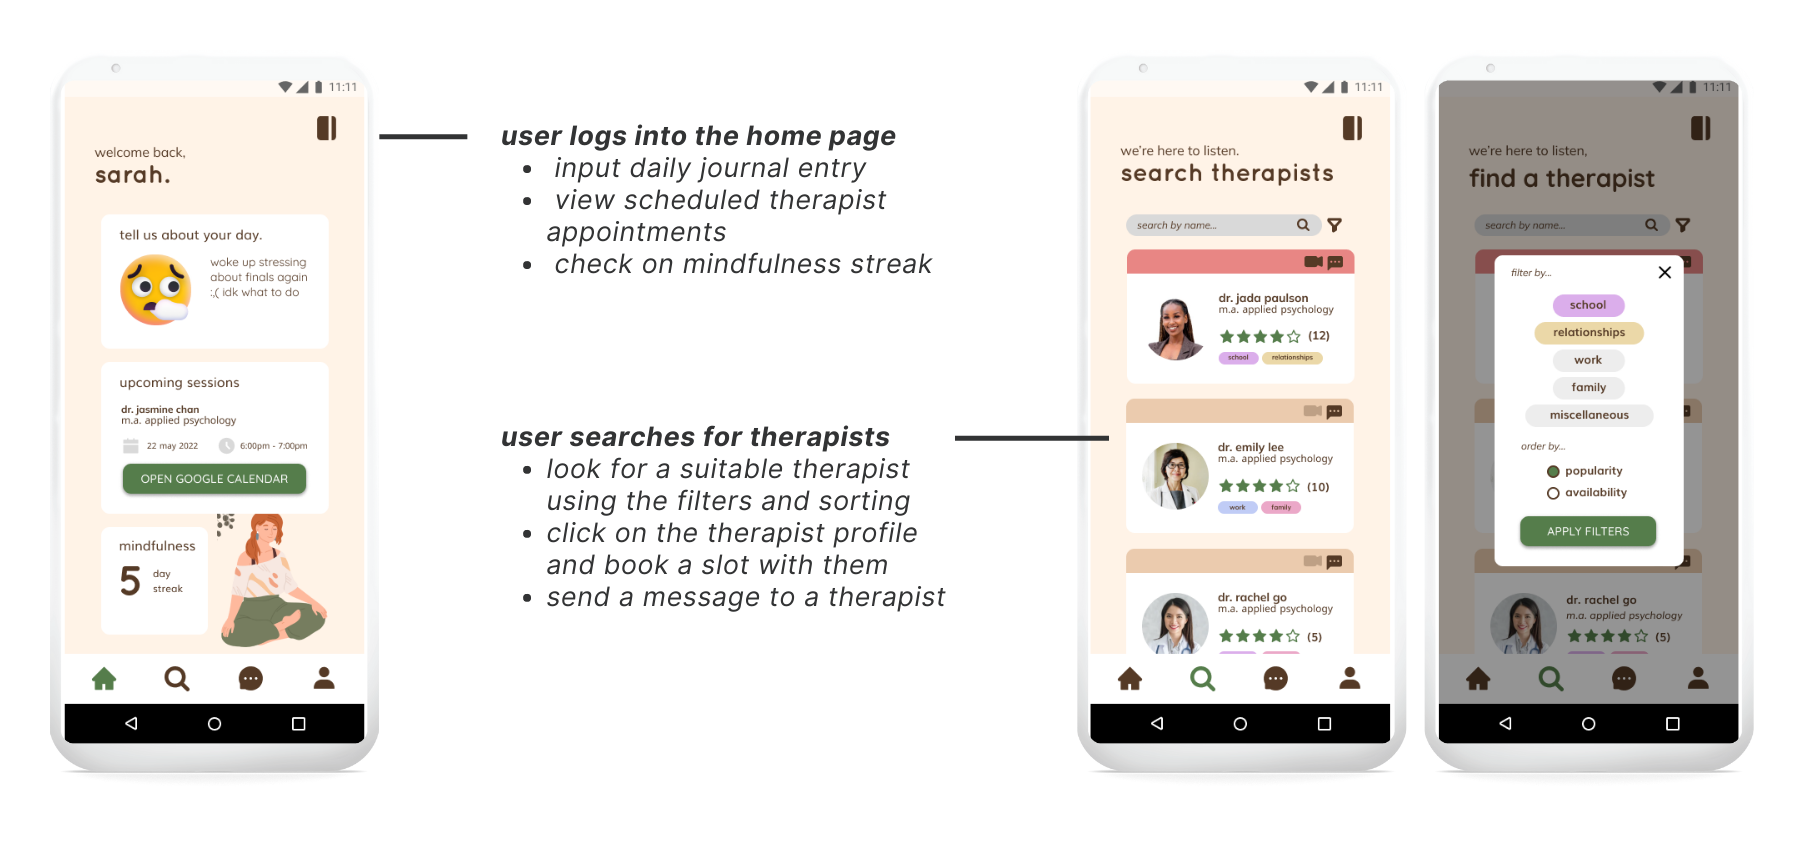 11:11
welcome back,
sarah.
tell us about your day.
woke up stressing
about finals again
:,( idk what to do
upcoming sessions
dr. jasmine chan
m.a. applied psychology
22 may 2022 6:00pm - 7:00pm
OPEN GOOGLE CALENDAR
mindfulness
5 day
streak
user logs into the home page
• input daily journal entry
• view scheduled therapist
appointments
• check on mindfulness streak
user searches for therapists
• look for a suitable therapist
using the filters and sorting
• click on the therapist profile
and book a slot with them
• send a message to a therapist
11:11
we're here to listen.
search therapists
search by name...
dr. jada paulson
m.a. applied psychology
(12)
school relationships
dr. emily lee
m.a. applied psychology
(10)
work family
dr. rachel go
m.a. applied psychology
(5)
11:11
we're here to listen,
find a therapist
search by name...
filter by...
school
relationships
work
family
miscellaneous
order by...
popularity
availability
APPLY FILTERS
dr. rachel go
m.a. applied psychology
(5)